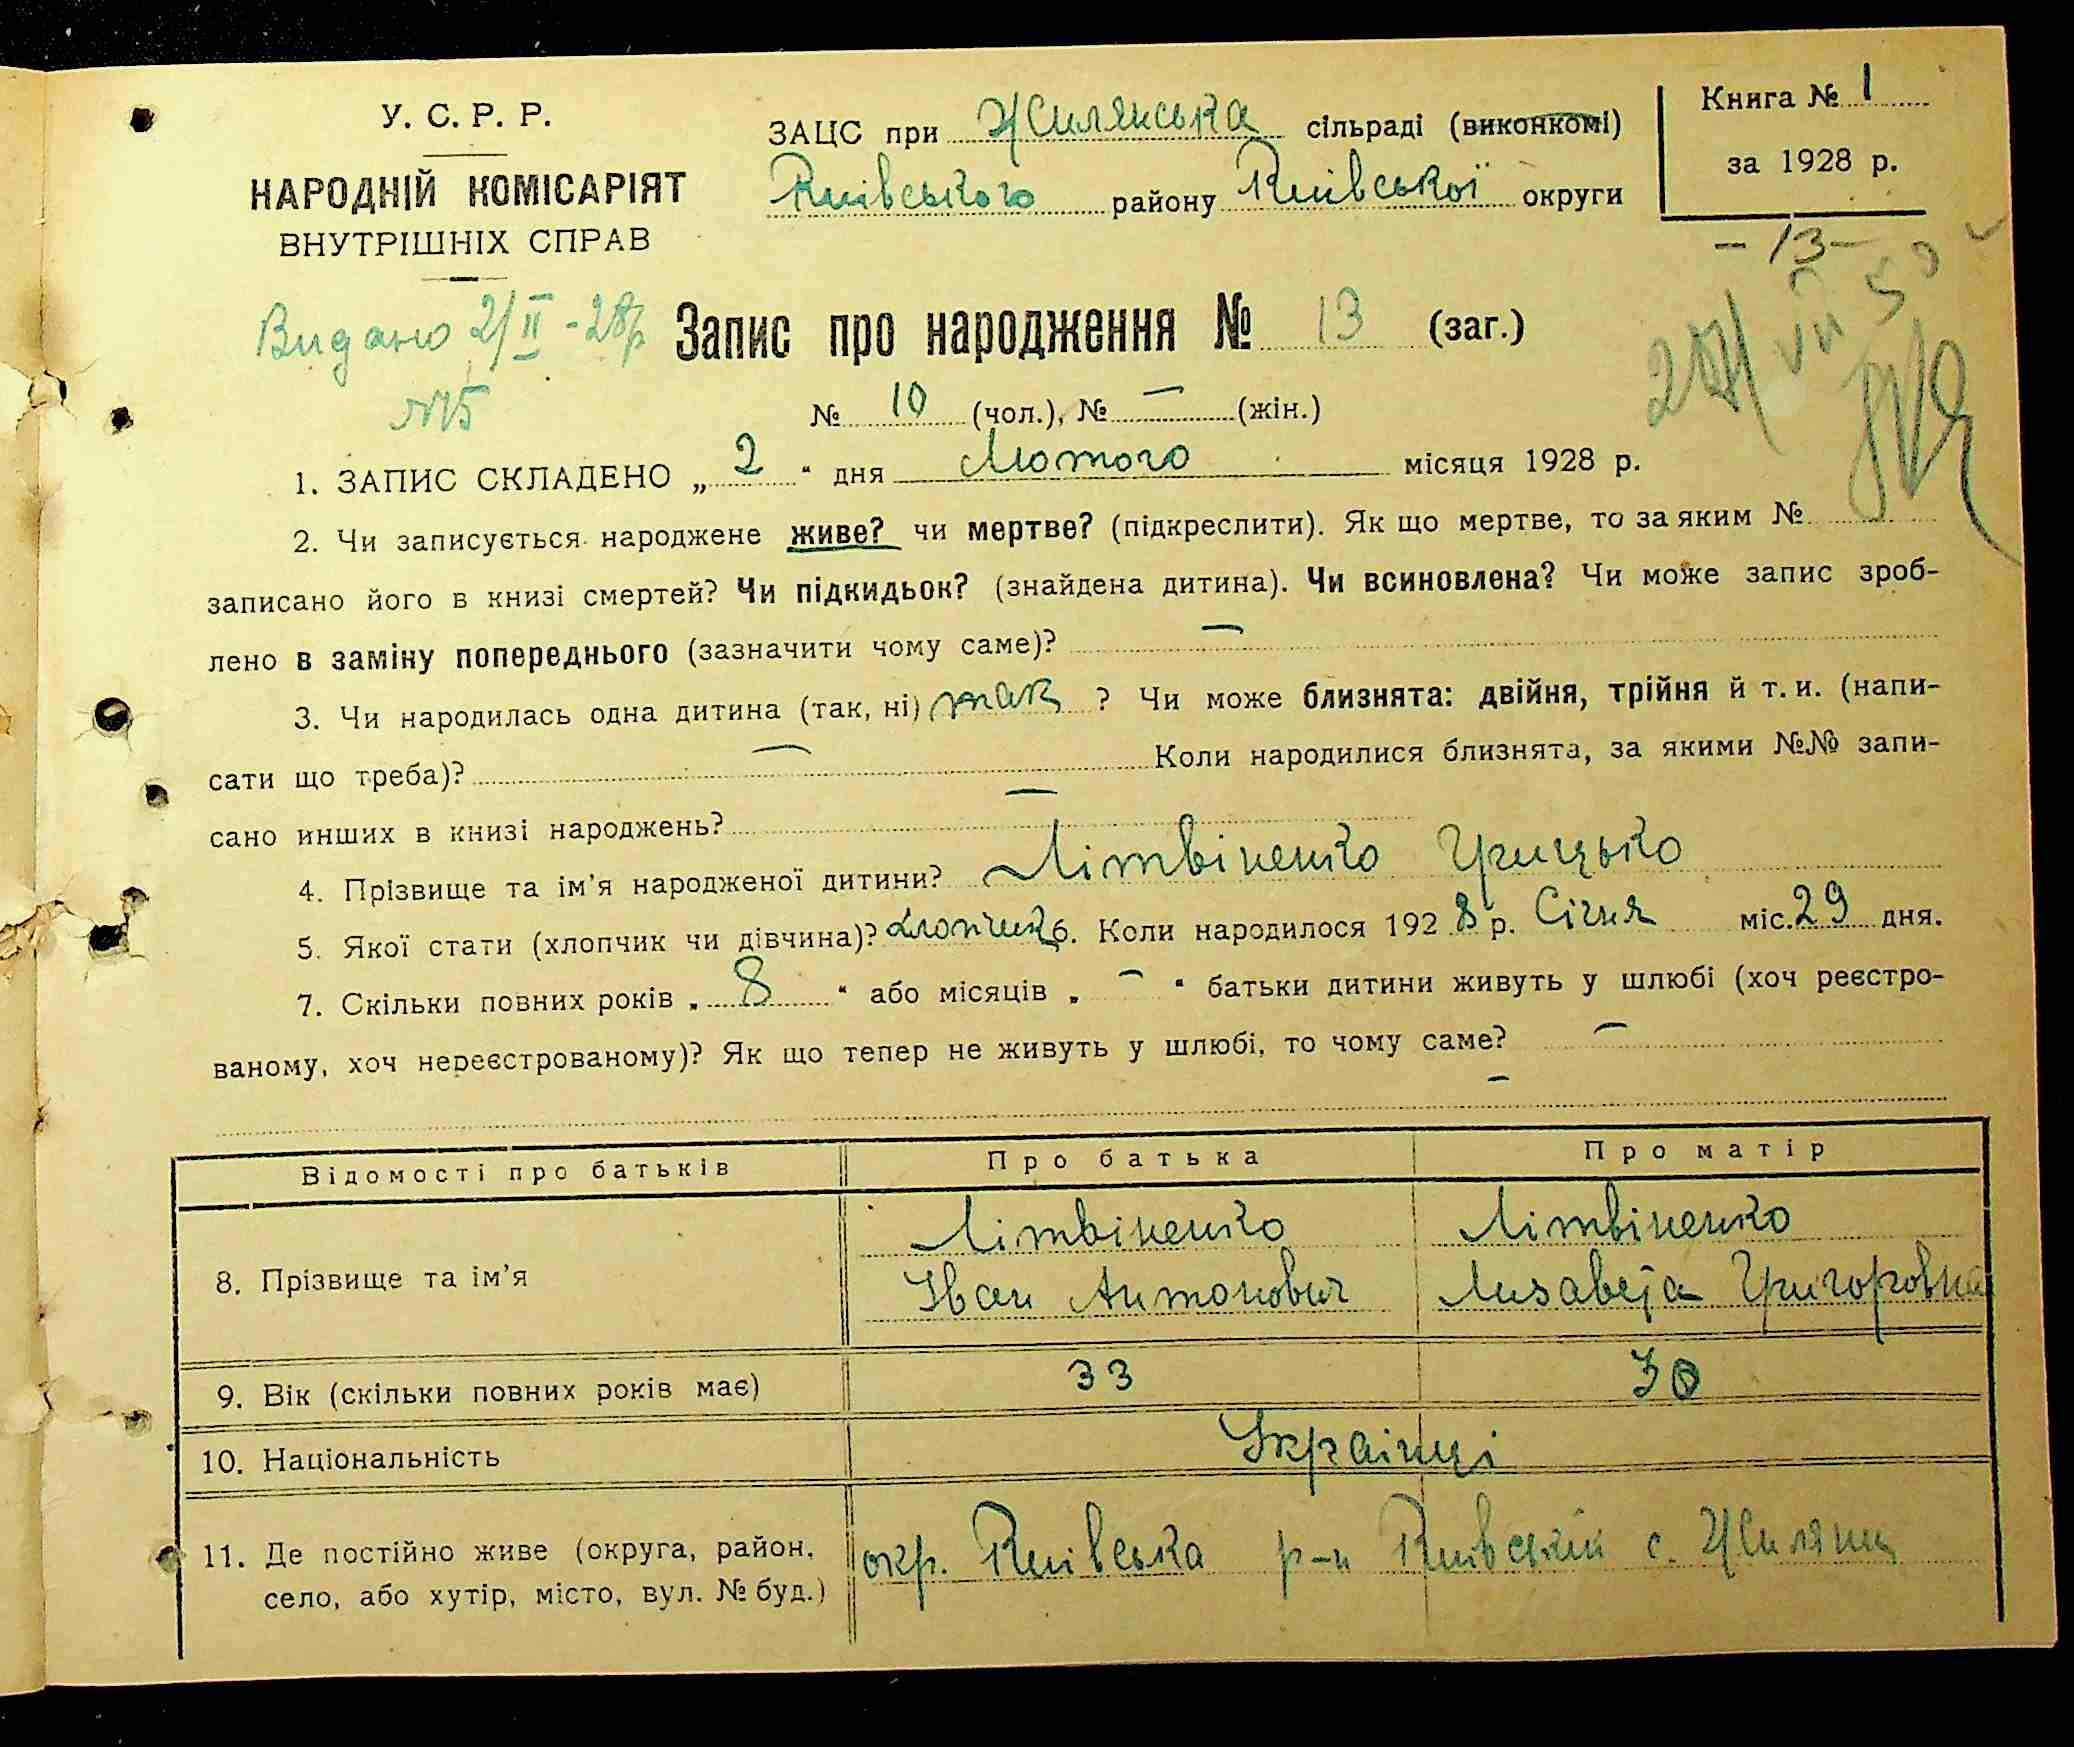 У. С. Р. Р.
НАРОДНІЙ КОМІСАРІЯТ
ВНУТРІШНІХ СПРАВ
ЗАЦС при Жилянська сільраді (виконкомі)
Київського району Київської округи
Книга № 1
за 1928 р.
-13-
Видано 2/II-28р
№15
Запис про народження № 13 (заг.)
№ 10 (чол.), № — (жін.)
1. ЗАПИС СКЛАДЕНО „ 2 “ дня Лютого місяця 1928 р.
2. Чи записується народжене живе? чи мертве? (підкреслити). Як що мертве, то за яким №
записано його в книзі смертей? Чи підкидьок? (знайдена дитина). Чи всиновлена? Чи може запис зроб-
лено в заміну попереднього (зазначити чому саме)? —
3. Чи народилась одна дитина (так, ні) так ? Чи може близнята: двійня, трійня й т. и. (напи-
сати що треба)? — Коли народилися близнята, за якими №№ запи-
сано инших в книзі народжень? —
4. Прізвище та ім’я народженої дитини? Літвіненко Грицько
5. Якої стати (хлопчик чи дівчина)? хлопчик 6. Коли народилося 1928 р. Січня міс. 29 дня.
7. Скільки повних років „ 8 “ або місяців „ — “ батьки дитини живуть у шлюбі (хоч реєстро-
ваному, хоч нереєстрованому)? Як що тепер не живуть у шлюбі, то чому саме? —
—
Відомості про батьків Про батька Про матір
8. Прізвище та ім’я Літвіненко Іван Антонович Літвіненко Лизавета Григоровна
9. Вік (скільки повних років має) 33 30
10. Національність Українці
11. Де постійно живе (округа, район, село, або хутір, місто, вул. № буд.) окр. Київська р-н Київській с. Жиляни